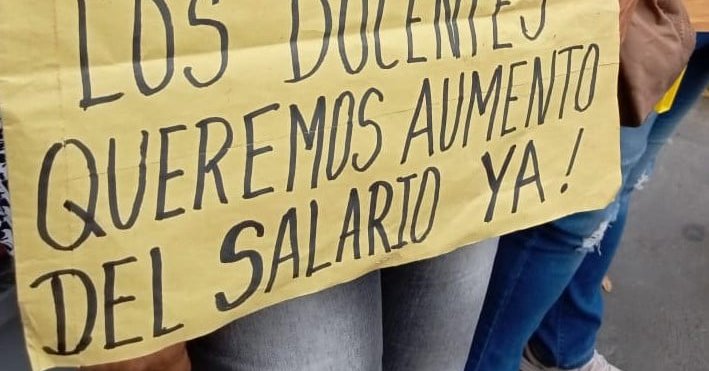 LOS DOCENTES
QUEREMOS AUMENTO
DEL SALARIO YA!